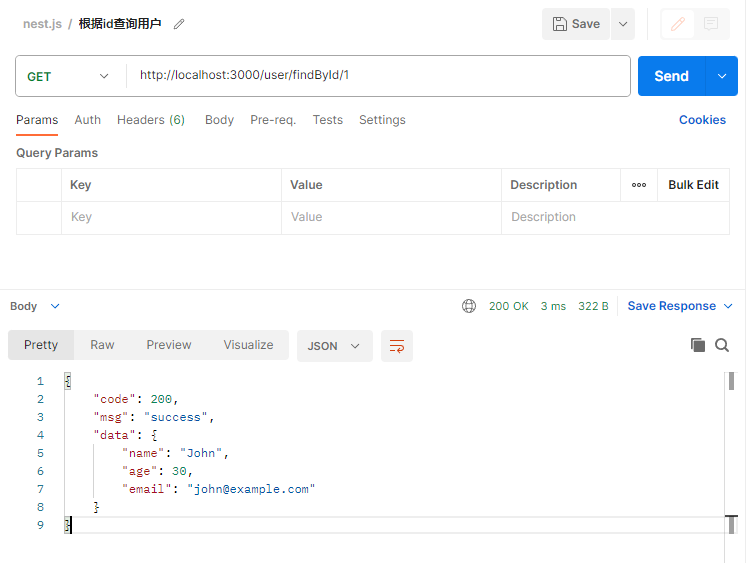 nest.js / 根据id查询用户 Save
GET http://localhost:3000/user/findById/1 Send
Params Auth Headers (6) Body Pre-req. Tests Settings Cookies
Query Params
Key Value Description ooo Bulk Edit
Key Value Description
Body 200 OK 3 ms 322 B Save Response
Pretty Raw Preview Visualize JSON
1 {
2 "code": 200,
3 "msg": "success",
4 "data": {
5 "name": "John",
6 "age": 30,
7 "email": "john@example.com"
8 }
9 }